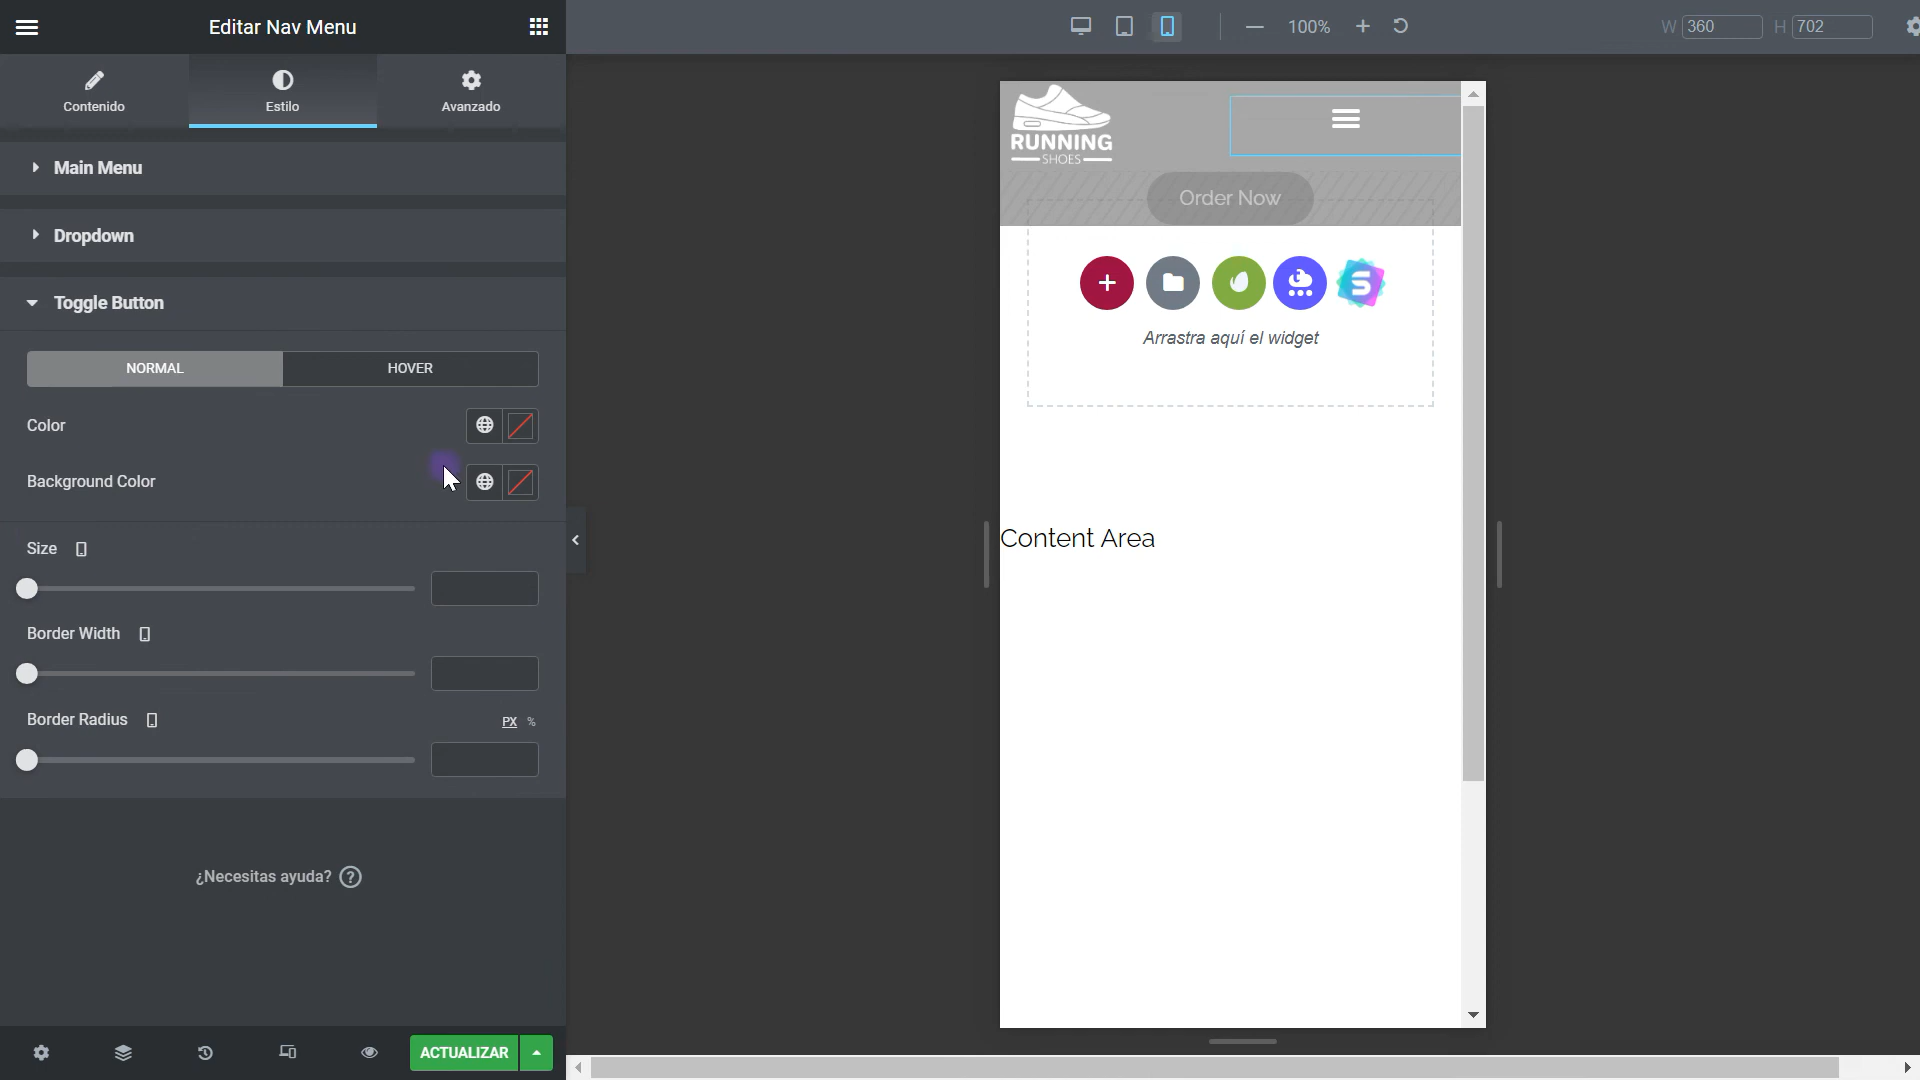 Editar Nav Menu
100%
W 360 H 702
Contenido
Estilo
Avanzado
Main Menu
Dropdown
Toggle Button
NORMAL
HOVER
Color
Background Color
Size
Border Width
Border Radius
PX %
¿Necesitas ayuda? ?
ACTUALIZAR
RUNNING
SHOES
Order Now
S
Arrastra aquí el widget
Content Area